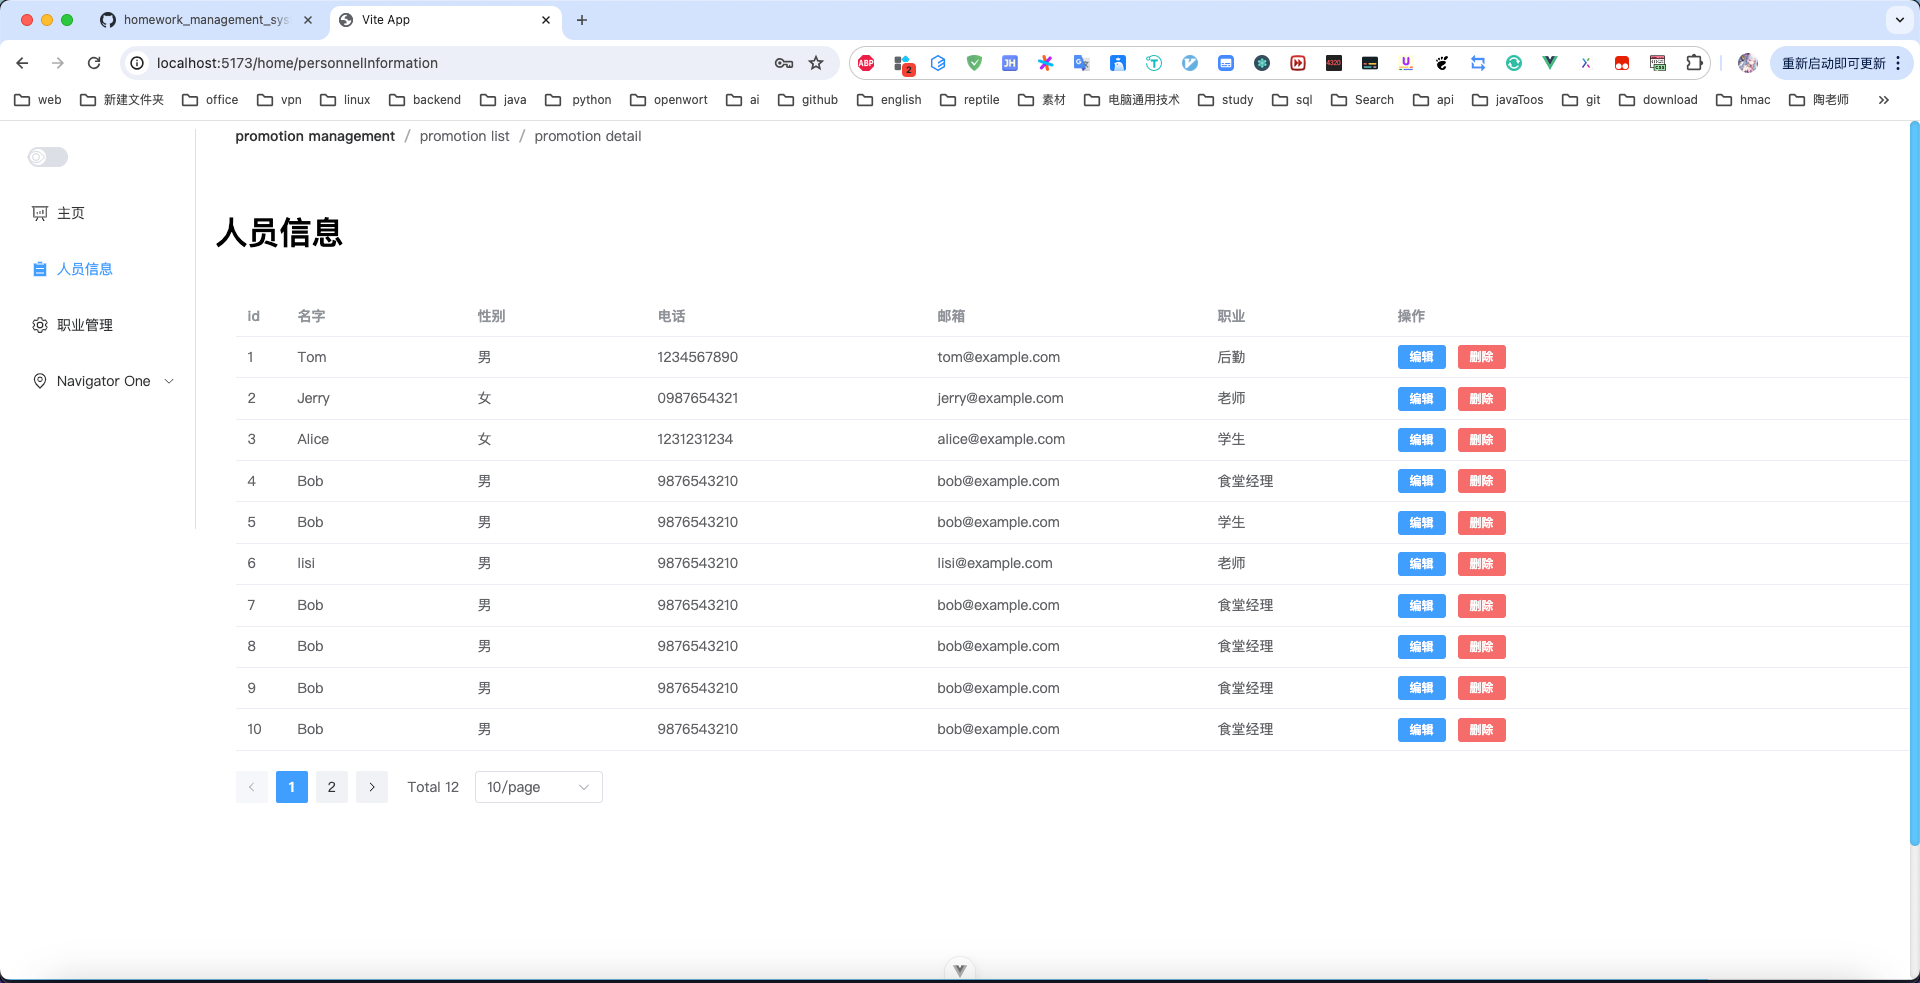 homework_management_sys
Vite App
localhost:5173/home/personnelInformation
ABP
2
JH
4320
重新启动即可更新
web 新建文件夹 office vpn linux backend java python openwort ai github english reptile 素材 电脑通用技术 study sql Search api javaToos git download hmac 陶老师
promotion management / promotion list / promotion detail
主页
人员信息
职业管理
Navigator One
人员信息
id 名字 性别 电话 邮箱 职业 操作
1 Tom 男 1234567890 tom@example.com 后勤 编辑 删除
2 Jerry 女 0987654321 jerry@example.com 老师 编辑 删除
3 Alice 女 1231231234 alice@example.com 学生 编辑 删除
4 Bob 男 9876543210 bob@example.com 食堂经理 编辑 删除
5 Bob 男 9876543210 bob@example.com 学生 编辑 删除
6 lisi 男 9876543210 lisi@example.com 老师 编辑 删除
7 Bob 男 9876543210 bob@example.com 食堂经理 编辑 删除
8 Bob 男 9876543210 bob@example.com 食堂经理 编辑 删除
9 Bob 男 9876543210 bob@example.com 食堂经理 编辑 删除
10 Bob 男 9876543210 bob@example.com 食堂经理 编辑 删除
1 2 Total 12 10/page